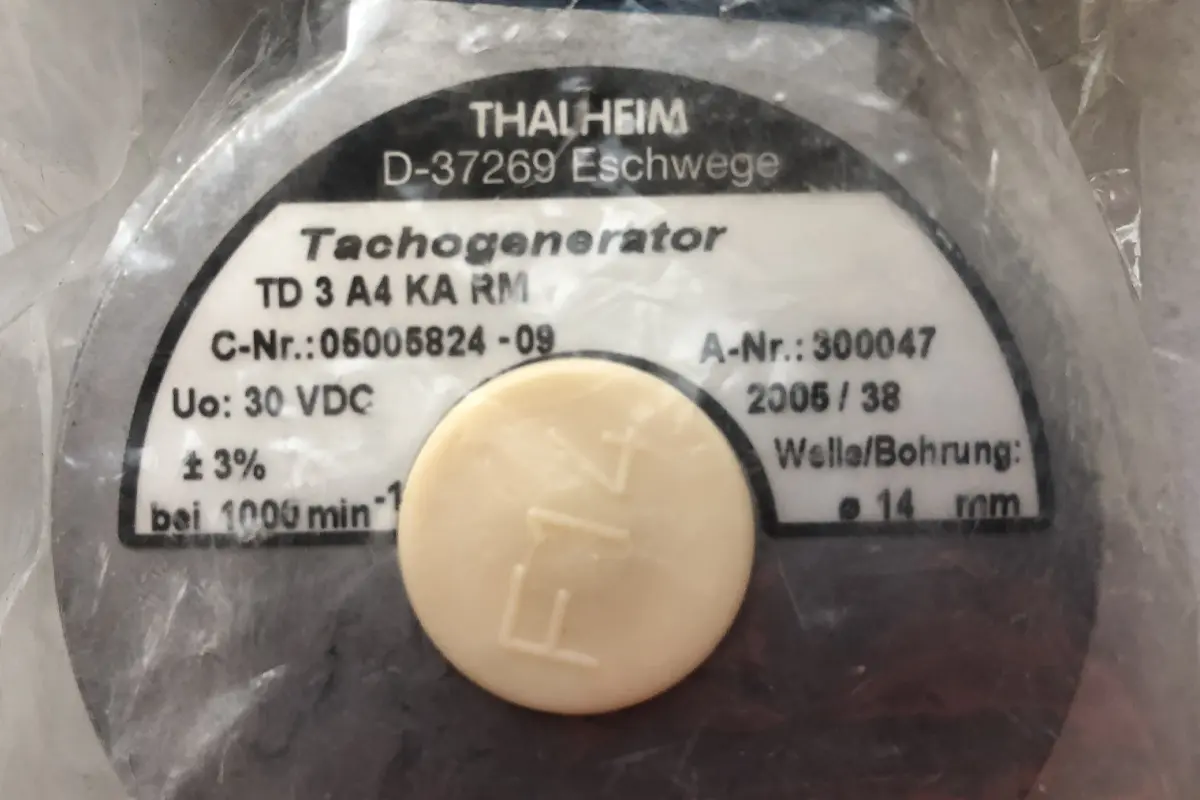 THALHEIM
D-37269 Eschwege
Tachogenerator
TD 3 A4 KA RM
C-Nr.: 05005824 -09
A-Nr.: 300047
Uo: 30 VDC
2005 / 38
± 3%
Welle/Bohrung:
bei 1000 min⁻¹
ø 14 mm
F14